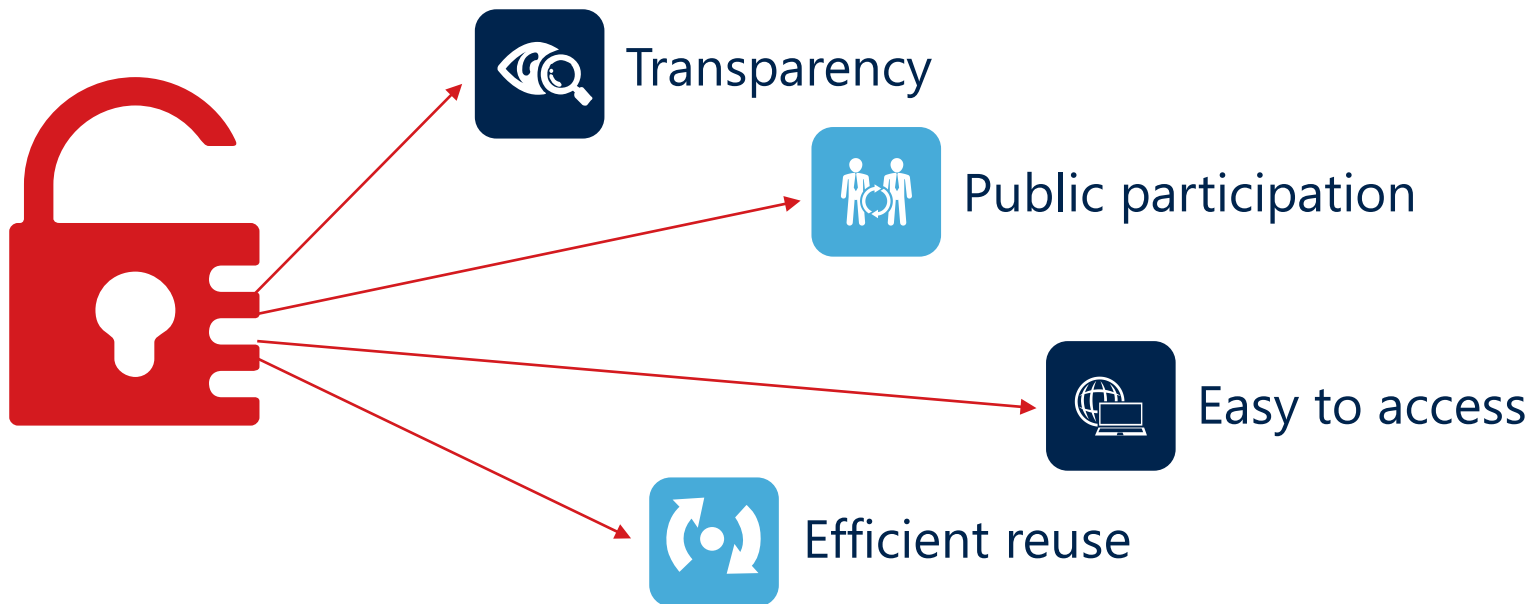 Transparency
Public participation
Easy to access
Efficient reuse